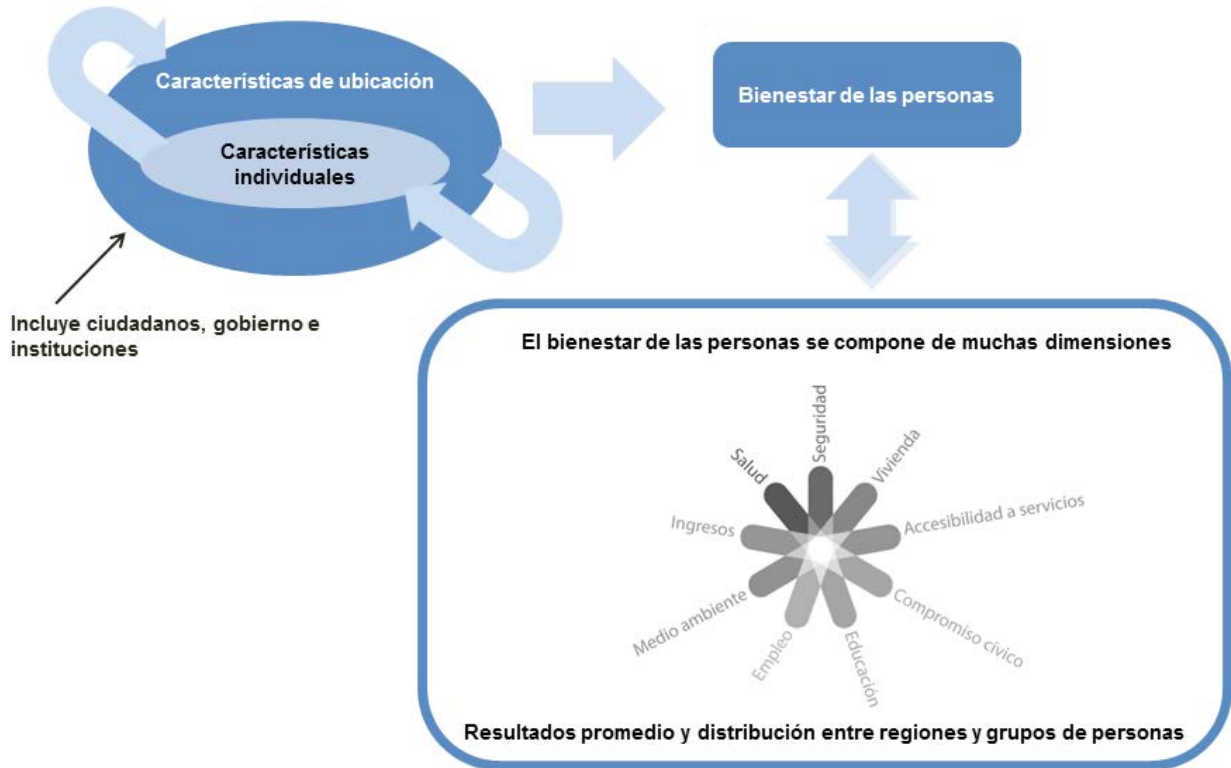 Características de ubicación
Características
individuales
Bienestar de las personas
Incluye ciudadanos, gobierno e
instituciones
El bienestar de las personas se compone de muchas dimensiones
Seguridad
Vivienda
Accesibilidad a servicios
Compromiso cívico
Educación
Empleo
Medio ambiente
Ingresos
Salud
Resultados promedio y distribución entre regiones y grupos de personas